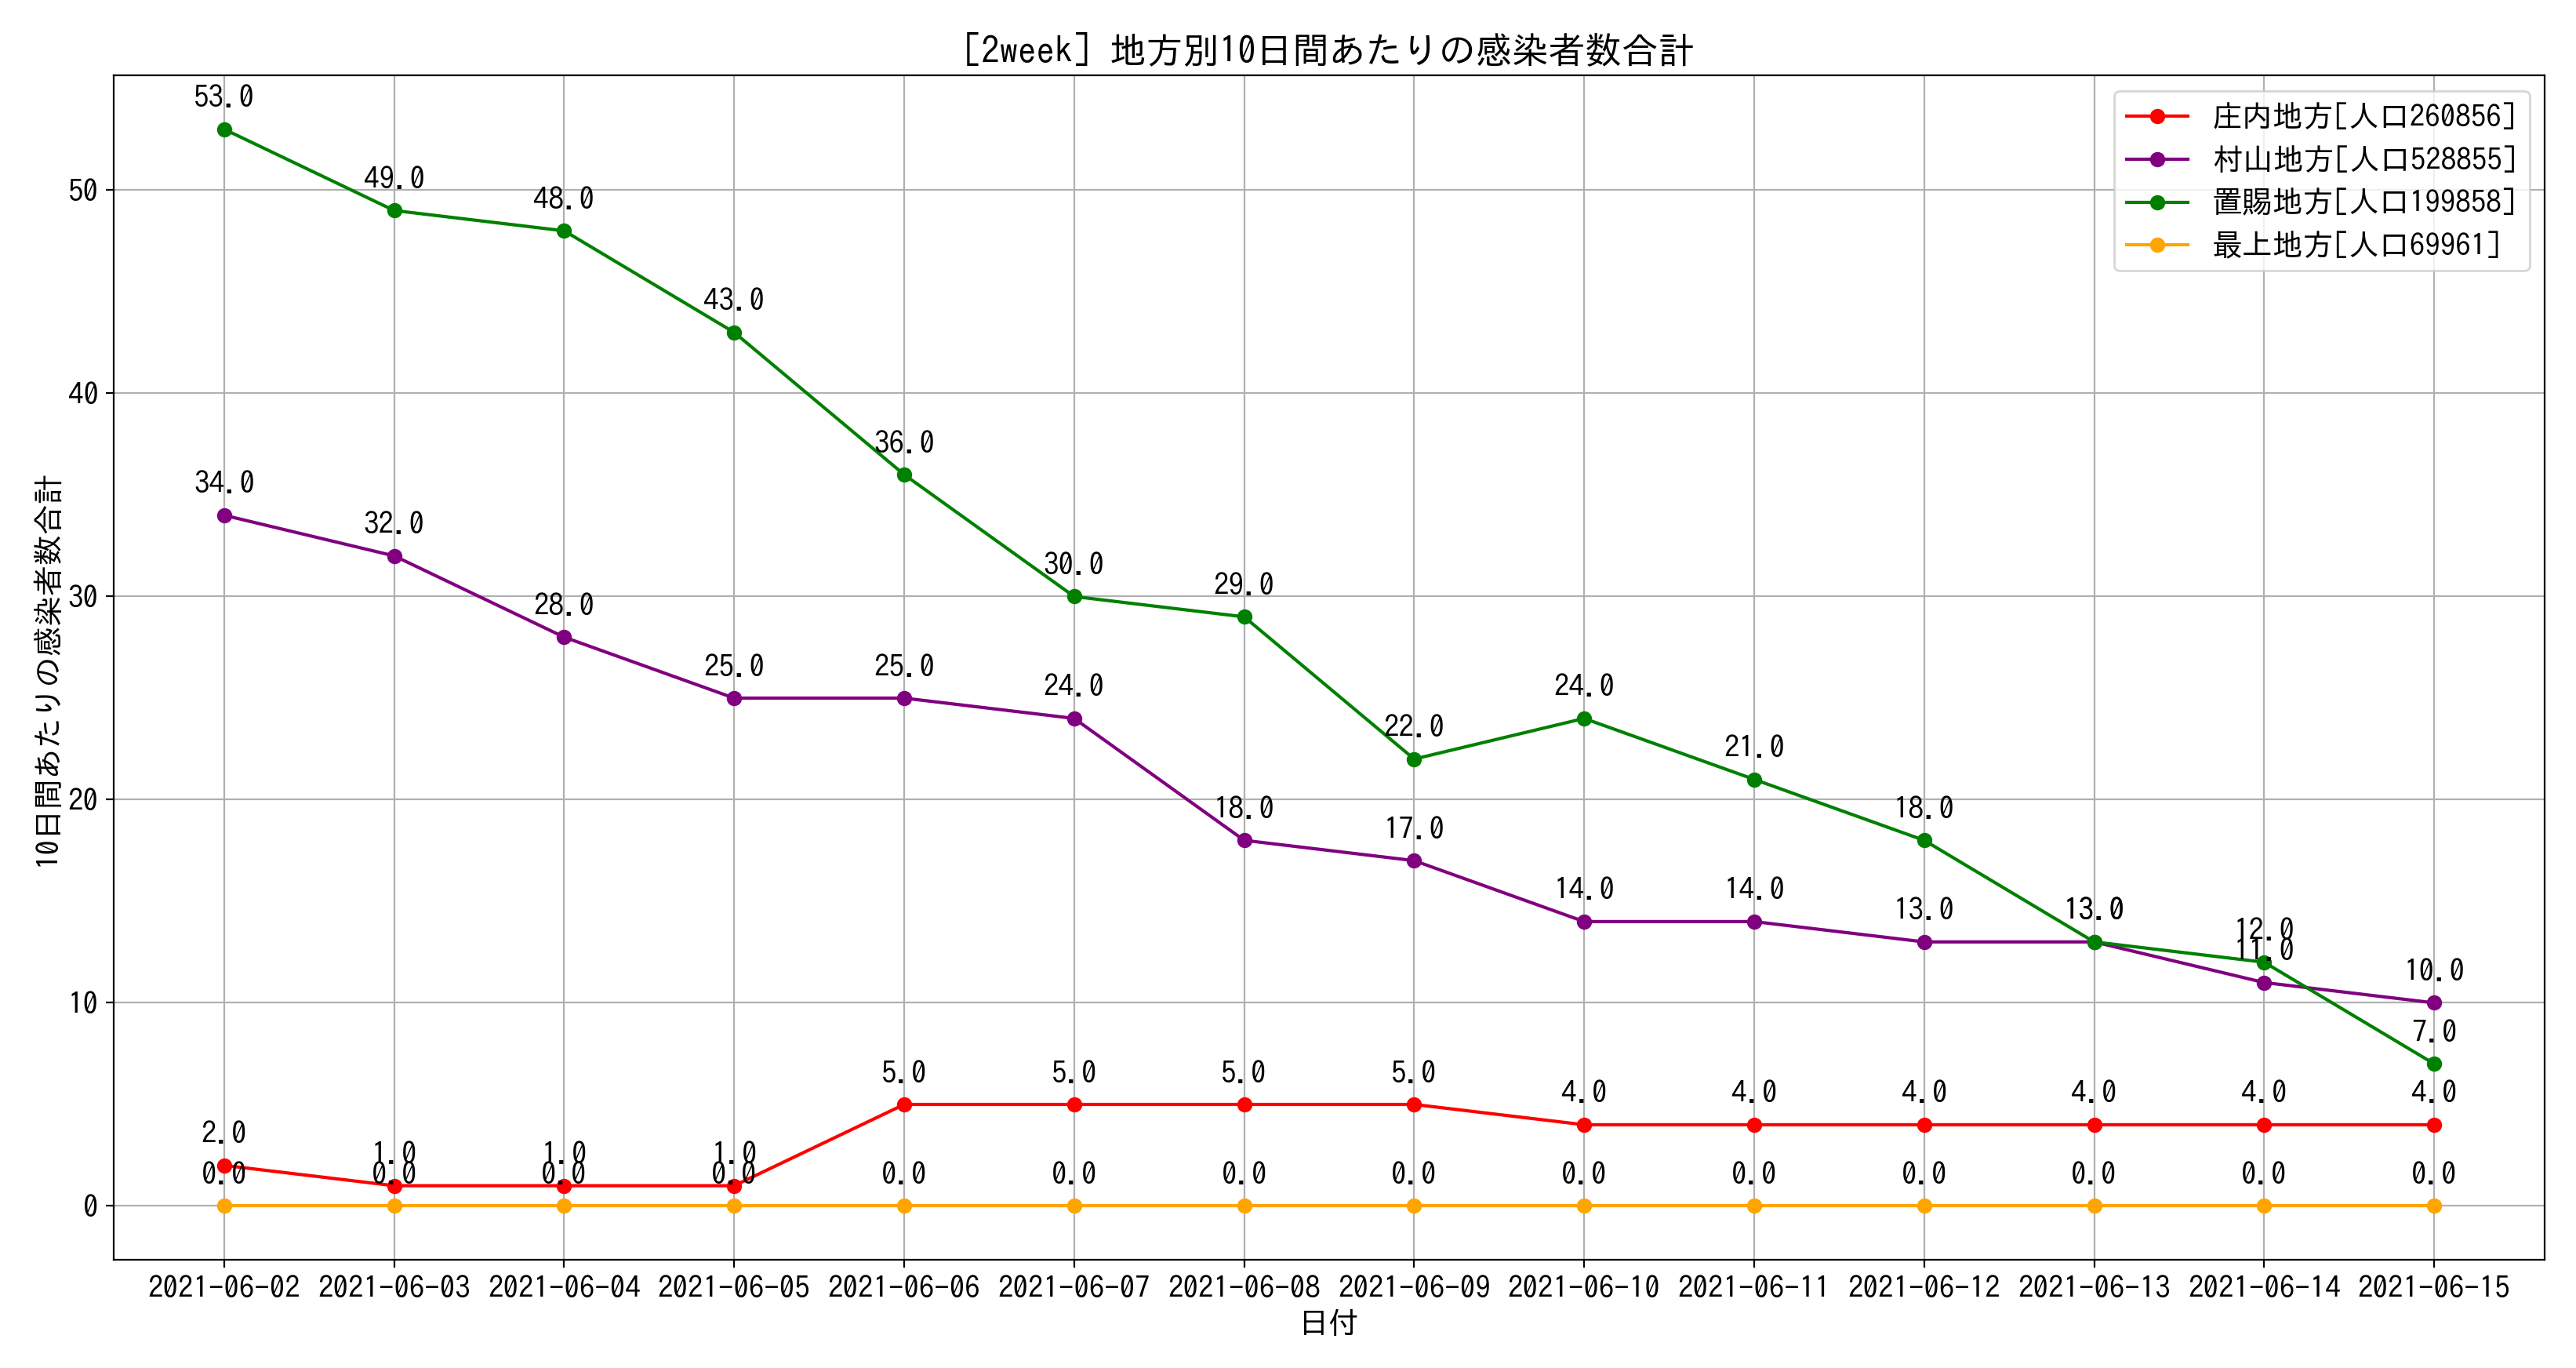 [2week] 地方別10日間あたりの感染者数合計
庄内地方[人口260856]
村山地方[人口528855]
置賜地方[人口199858]
最上地方[人口69961]
10日間あたりの感染者数合計
50
40
30
20
10
0
53.0 49.0 48.0 43.0 36.0 30.0 29.0 22.0 24.0 21.0 18.0 13.0 12.0 7.0
34.0 32.0 28.0 25.0 25.0 24.0 18.0 17.0 14.0 14.0 13.0 13.0 11.0 10.0
2.0 1.0 1.0 1.0 5.0 5.0 5.0 5.0 4.0 4.0 4.0 4.0 4.0 4.0
0.0 0.0 0.0 0.0 0.0 0.0 0.0 0.0 0.0 0.0 0.0 0.0 0.0 0.0
2021-06-02 2021-06-03 2021-06-04 2021-06-05 2021-06-06 2021-06-07 2021-06-08 2021-06-09 2021-06-10 2021-06-11 2021-06-12 2021-06-13 2021-06-14 2021-06-15
日付